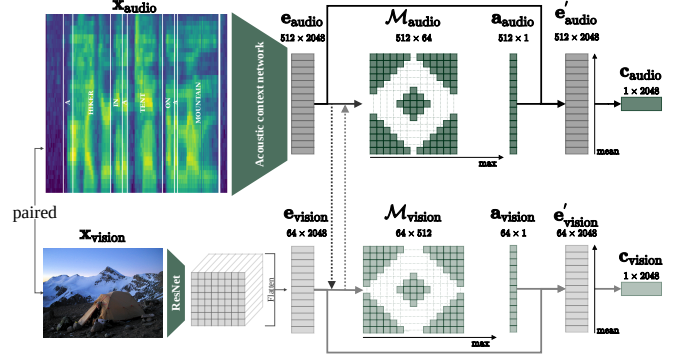 x_audio
A
HIKER
IN
A
TENT
ON
A
MOUNTAIN
Acoustic context network
e_audio
512 × 2048
M_audio
512 × 64
max
a_audio
512 × 1
e'_audio
512 × 2048
mean
c_audio
1 × 2048
paired
x_vision
ResNet
Flatten
e_vision
64 × 2048
M_vision
64 × 512
max
a_vision
64 × 1
e'_vision
64 × 2048
mean
c_vision
1 × 2048